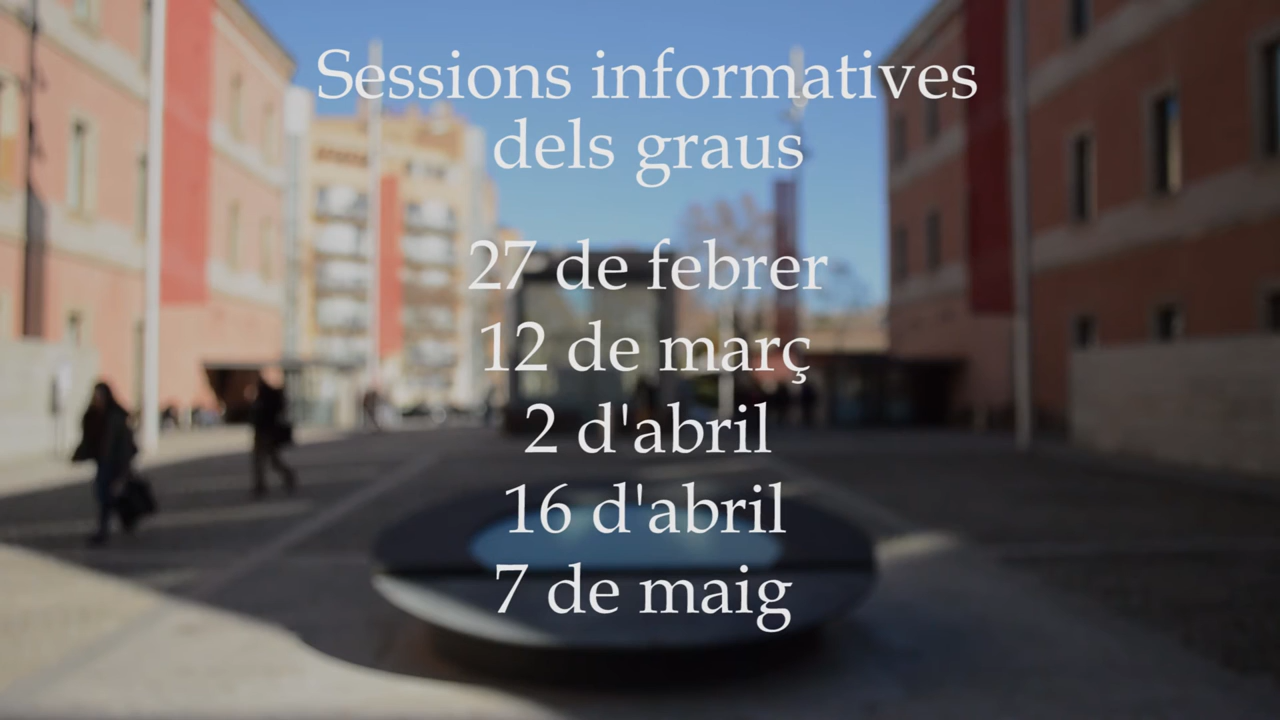 Sessions informatives
dels graus
27 de febrer
12 de març
2 d'abril
16 d'abril
7 de maig